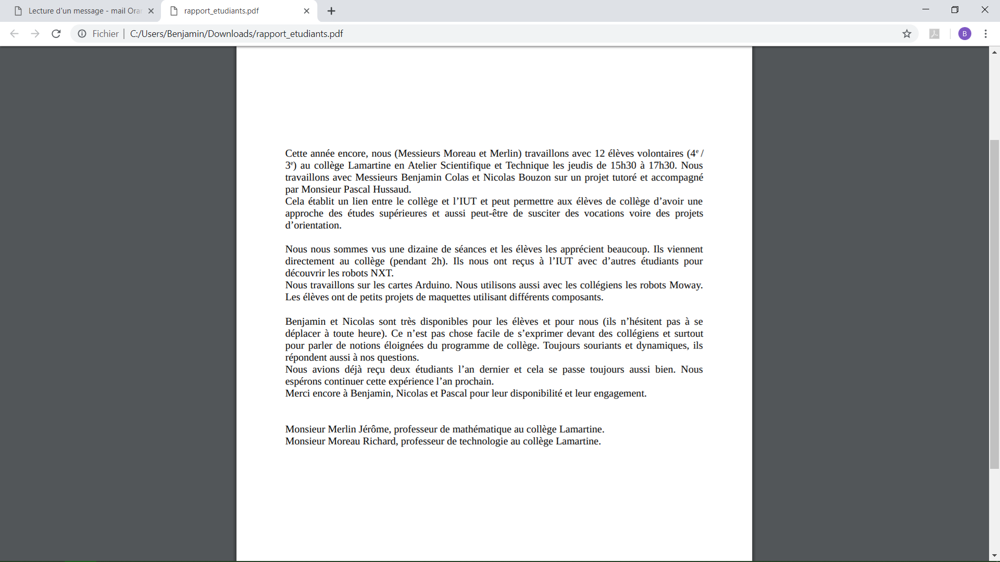 Lecture d'un message - mail Ora
rapport_etudiants.pdf
Fichier | C:/Users/Benjamin/Downloads/rapport_etudiants.pdf
B
Cette année encore, nous (Messieurs Moreau et Merlin) travaillons avec 12 élèves volontaires (4e /
3e) au collège Lamartine en Atelier Scientifique et Technique les jeudis de 15h30 à 17h30. Nous
travaillons avec Messieurs Benjamin Colas et Nicolas Bouzon sur un projet tutoré et accompagné
par Monsieur Pascal Hussaud.
Cela établit un lien entre le collège et l’IUT et peut permettre aux élèves de collège d’avoir une
approche des études supérieures et aussi peut-être de susciter des vocations voire des projets
d’orientation.
Nous nous sommes vus une dizaine de séances et les élèves les apprécient beaucoup. Ils viennent
directement au collège (pendant 2h). Ils nous ont reçus à l’IUT avec d’autres étudiants pour
découvrir les robots NXT.
Nous travaillons sur les cartes Arduino. Nous utilisons aussi avec les collégiens les robots Moway.
Les élèves ont de petits projets de maquettes utilisant différents composants.
Benjamin et Nicolas sont très disponibles pour les élèves et pour nous (ils n’hésitent pas à se
déplacer à toute heure). Ce n’est pas chose facile de s’exprimer devant des collégiens et surtout
pour parler de notions éloignées du programme de collège. Toujours souriants et dynamiques, ils
répondent aussi à nos questions.
Nous avions déjà reçu deux étudiants l’an dernier et cela se passe toujours aussi bien. Nous
espérons continuer cette expérience l’an prochain.
Merci encore à Benjamin, Nicolas et Pascal pour leur disponibilité et leur engagement.
Monsieur Merlin Jérôme, professeur de mathématique au collège Lamartine.
Monsieur Moreau Richard, professeur de technologie au collège Lamartine.